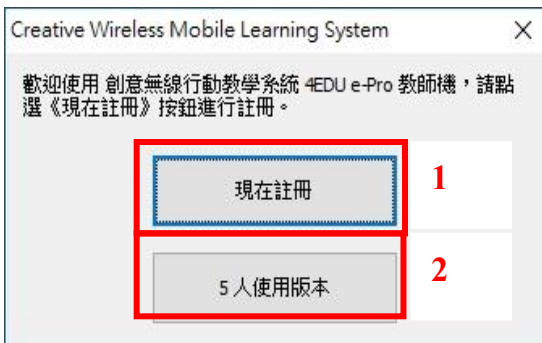 Creative Wireless Mobile Learning System
歡迎使用 創意無線行動教學系統 4EDU e-Pro 教師機，請點
選《現在註冊》按鈕進行註冊。
現在註冊
1
5 人使用版本
2